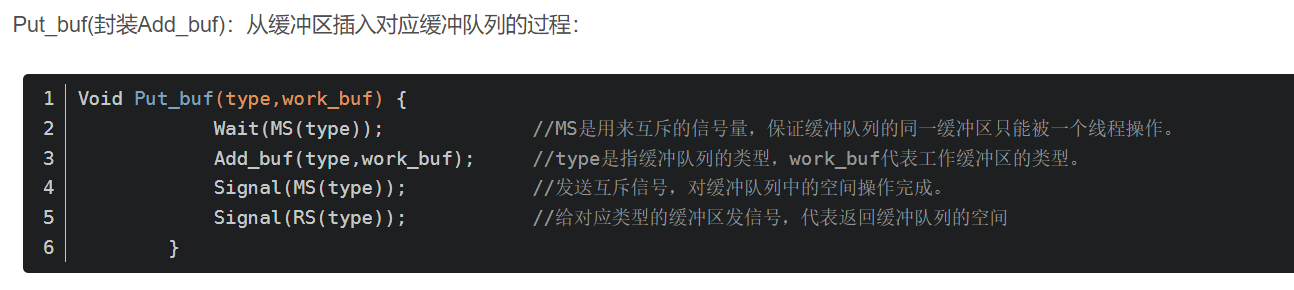 Put_buf(封装Add_buf)：从缓冲区插入对应缓冲队列的过程：
1 Void Put_buf(type,work_buf) {
2 Wait(MS(type)); //MS是用来互斥的信号量，保证缓冲队列的同一缓冲区只能被一个线程操作。
3 Add_buf(type,work_buf); //type是指缓冲队列的类型，work_buf代表工作缓冲区的类型。
4 Signal(MS(type)); //发送互斥信号，对缓冲队列中的空间操作完成。
5 Signal(RS(type)); //给对应类型的缓冲区发信号，代表返回缓冲队列的空间
6 }